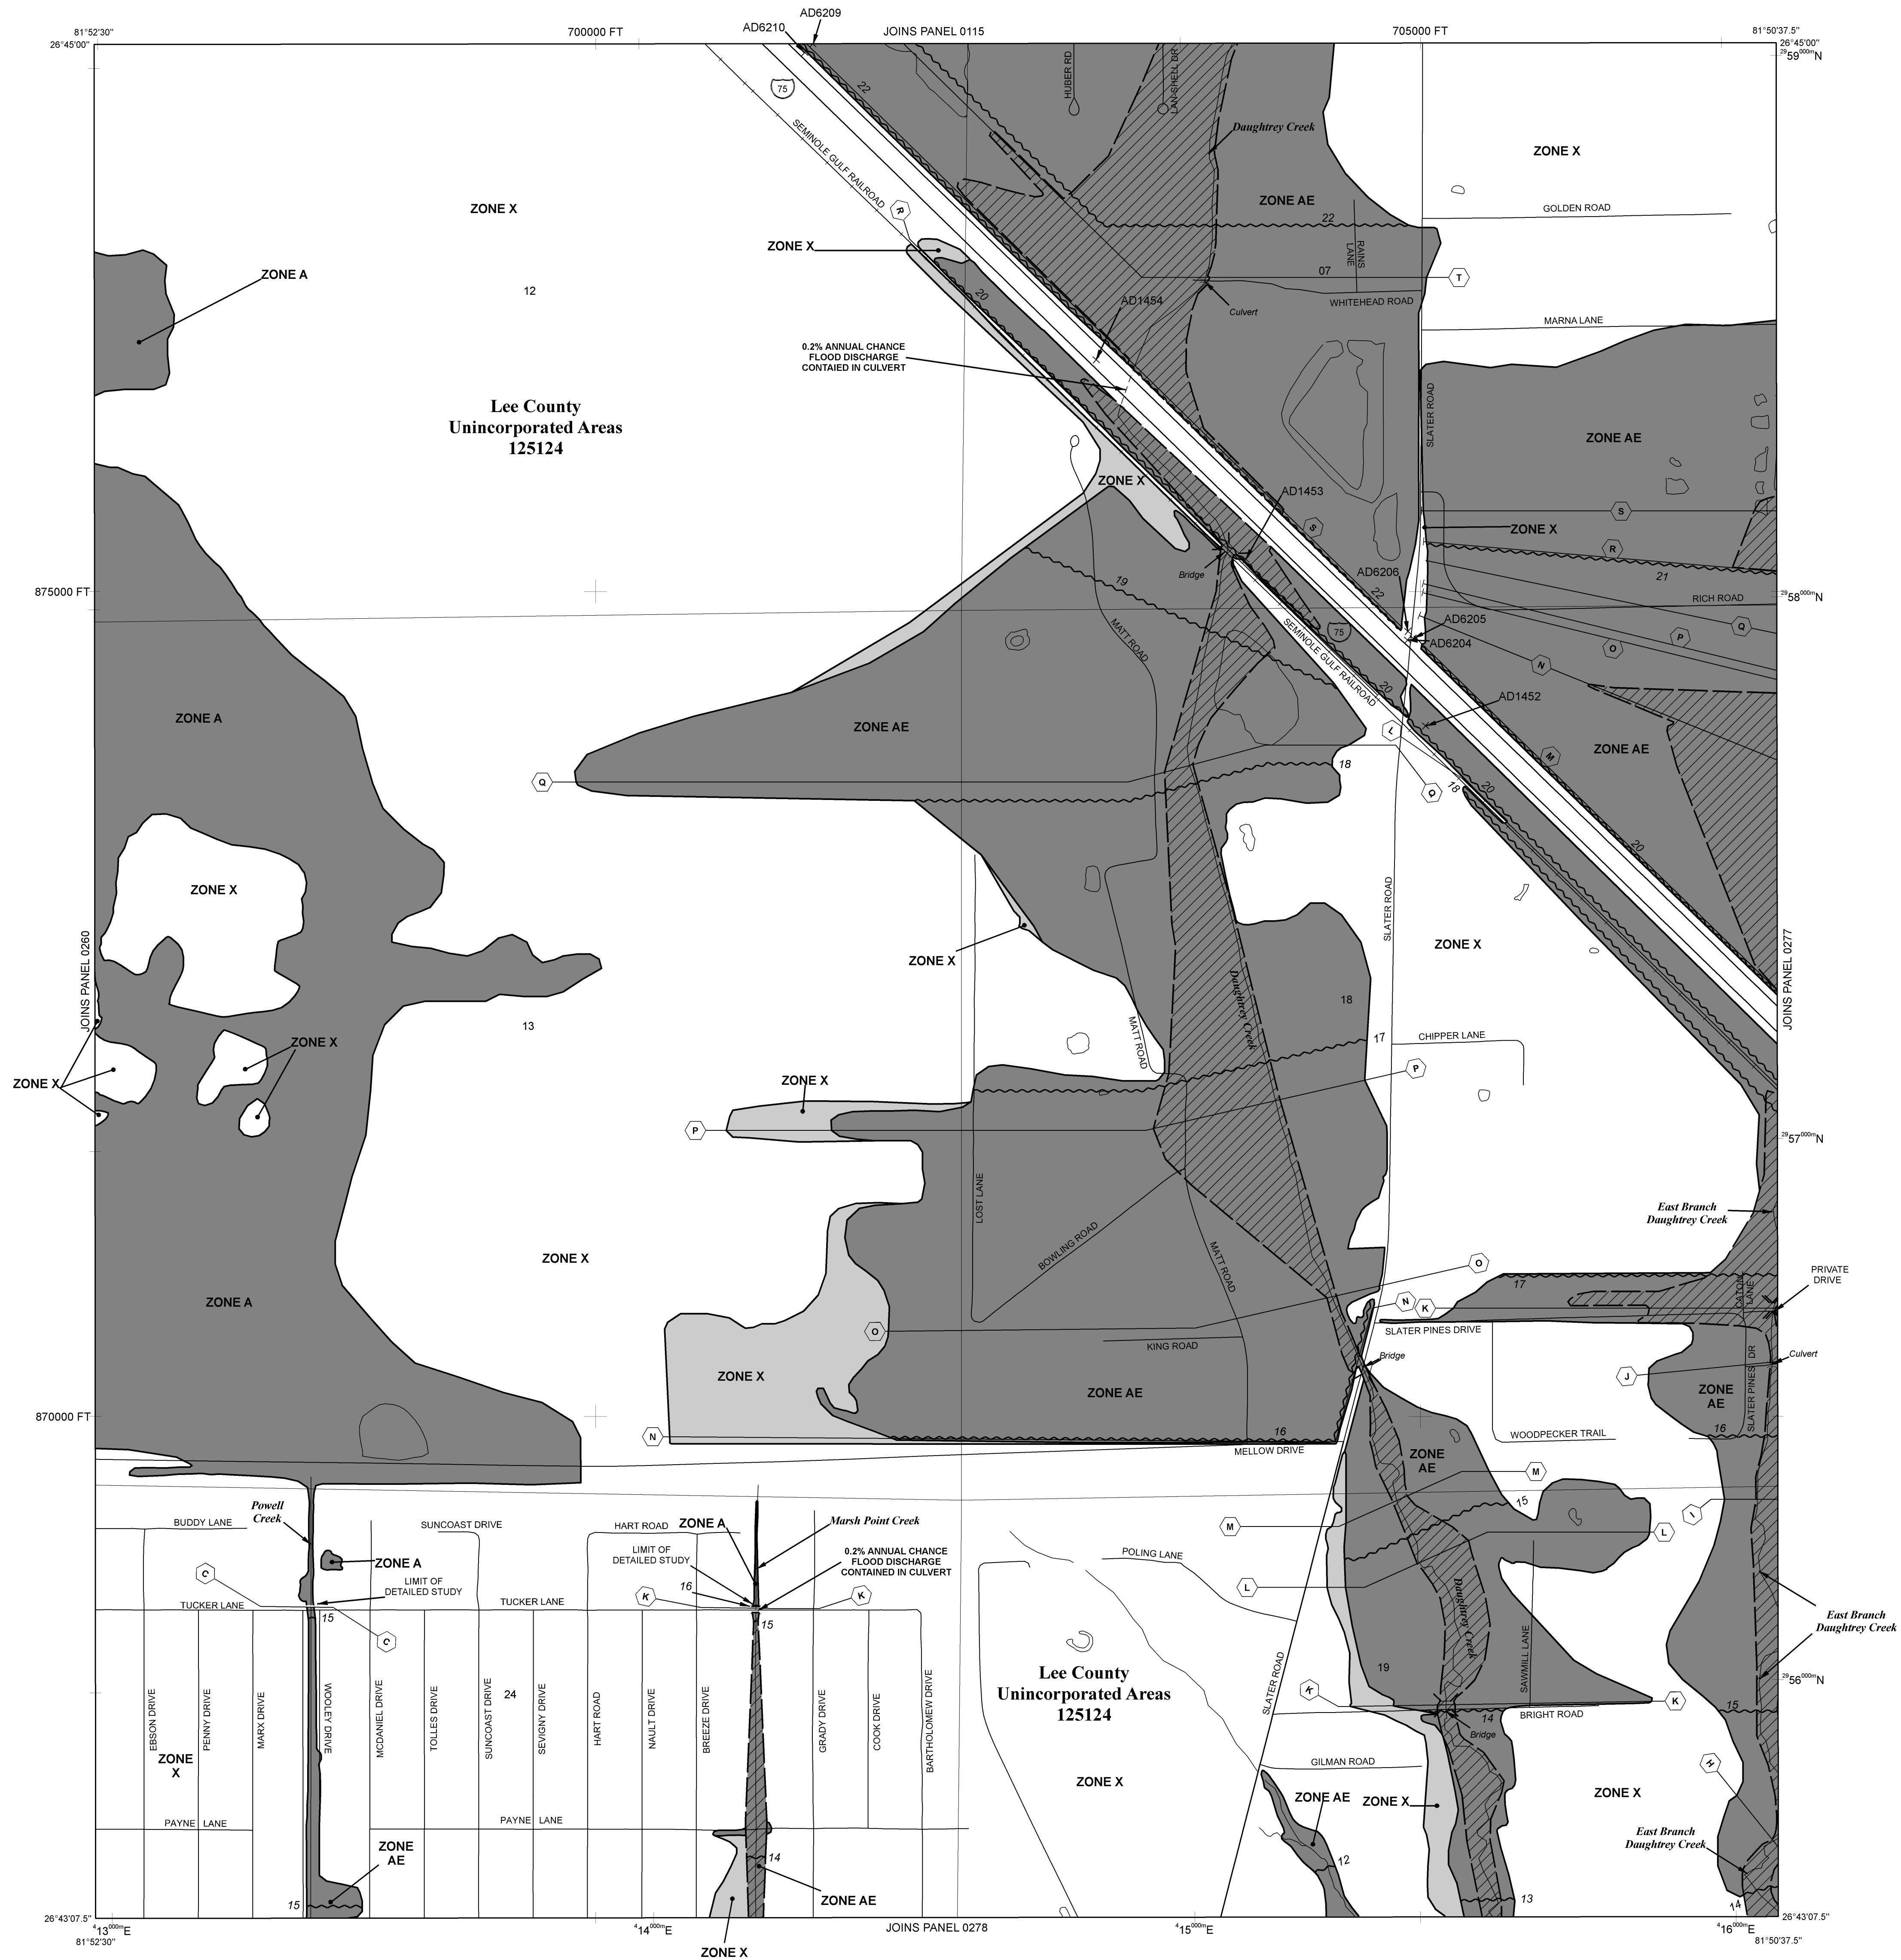 AD6209
AD6210
81°52'30"
700000 FT
JOINS PANEL 0115
705000 FT
81°50'37.5"
26°45'00"
26°45'00"
2959000mN
22
75
HUBER RD
LAN-SHELL DR
SEMINOLE GULF RAILROAD
Daughtrey Creek
ZONE X
ZONE X
ZONE AE
GOLDEN ROAD
R
22
ZONE X
RAINS
LANE
ZONE A
07
T
12
20
AD1454
WHITEHEAD ROAD
Culvert
MARNA LANE
0.2% ANNUAL CHANCE
FLOOD DISCHARGE
CONTAIED IN CULVERT
Lee County
Unincorporated Areas
125124
SLATER ROAD
ZONE AE
ZONE X
AD1453
S
S
ZONE X
R
Bridge
AD6206
21
19
22
875000 FT
RICH ROAD
2958000mN
AD6205
75
Q
P
MATT ROAD
SEMINOLE GULF RAILROAD
AD6204
O
N
20
AD1452
ZONE A
ZONE AE
L
ZONE AE
M
18
Q
Q
18
20
20
ZONE X
SLATER ROAD
JOINS PANEL 0260
ZONE X
ZONE X
JOINS PANEL 0277
Daughtrey Creek
18
13
MATT ROAD
17
CHIPPER LANE
ZONE X
P
ZONE X
ZONE X
P
2957000mN
LOST LANE
East Branch
Daughtrey Creek
BOWLING ROAD
MATT ROAD
ZONE X
O
PRIVATE
DRIVE
17
CATON
LANE
ZONE A
N
K
O
SLATER PINES DRIVE
KING ROAD
Bridge
Culvert
ZONE X
J
SLATER PINES DR
ZONE AE
ZONE
AE
870000 FT
16
16
N
WOODPECKER TRAIL
MELLOW DRIVE
ZONE
AE
M
Powell
Creek
15
I
BUDDY LANE
SUNCOAST DRIVE
HART ROAD
ZONE A
Marsh Point Creek
M
L
LIMIT OF
DETAILED STUDY
0.2% ANNUAL CHANCE
FLOOD DISCHARGE
CONTAINED IN CULVERT
POLING LANE
ZONE A
C
LIMIT OF
DETAILED STUDY
16
K
K
L
Daughtrey Creek
TUCKER LANE
TUCKER LANE
15
15
East Branch
Daughtrey Creek
C
Lee County
Unincorporated Areas
125124
19
SAWMILL LANE
2956000mN
SLATER ROAD
K
K
15
24
EBSON DRIVE
PENNY DRIVE
MARX DRIVE
WOOLEY DRIVE
MCDANIEL DRIVE
TOLLES DRIVE
SUNCOAST DRIVE
SEVIGNY DRIVE
HART ROAD
NAULT DRIVE
BREEZE DRIVE
GRADY DRIVE
COOK DRIVE
BARTHOLOMEW DRIVE
14
BRIGHT ROAD
Bridge
ZONE
X
GILMAN ROAD
H
ZONE X
ZONE AE
ZONE X
ZONE X
PAYNE LANE
PAYNE LANE
East Branch
Daughtrey Creek
ZONE
AE
14
12
ZONE AE
15
13
14
26°43'07.5"
413000mE
414000mE
JOINS PANEL 0278
415000mE
416000mE
26°43'07.5"
81°52'30"
81°50'37.5"
ZONE X